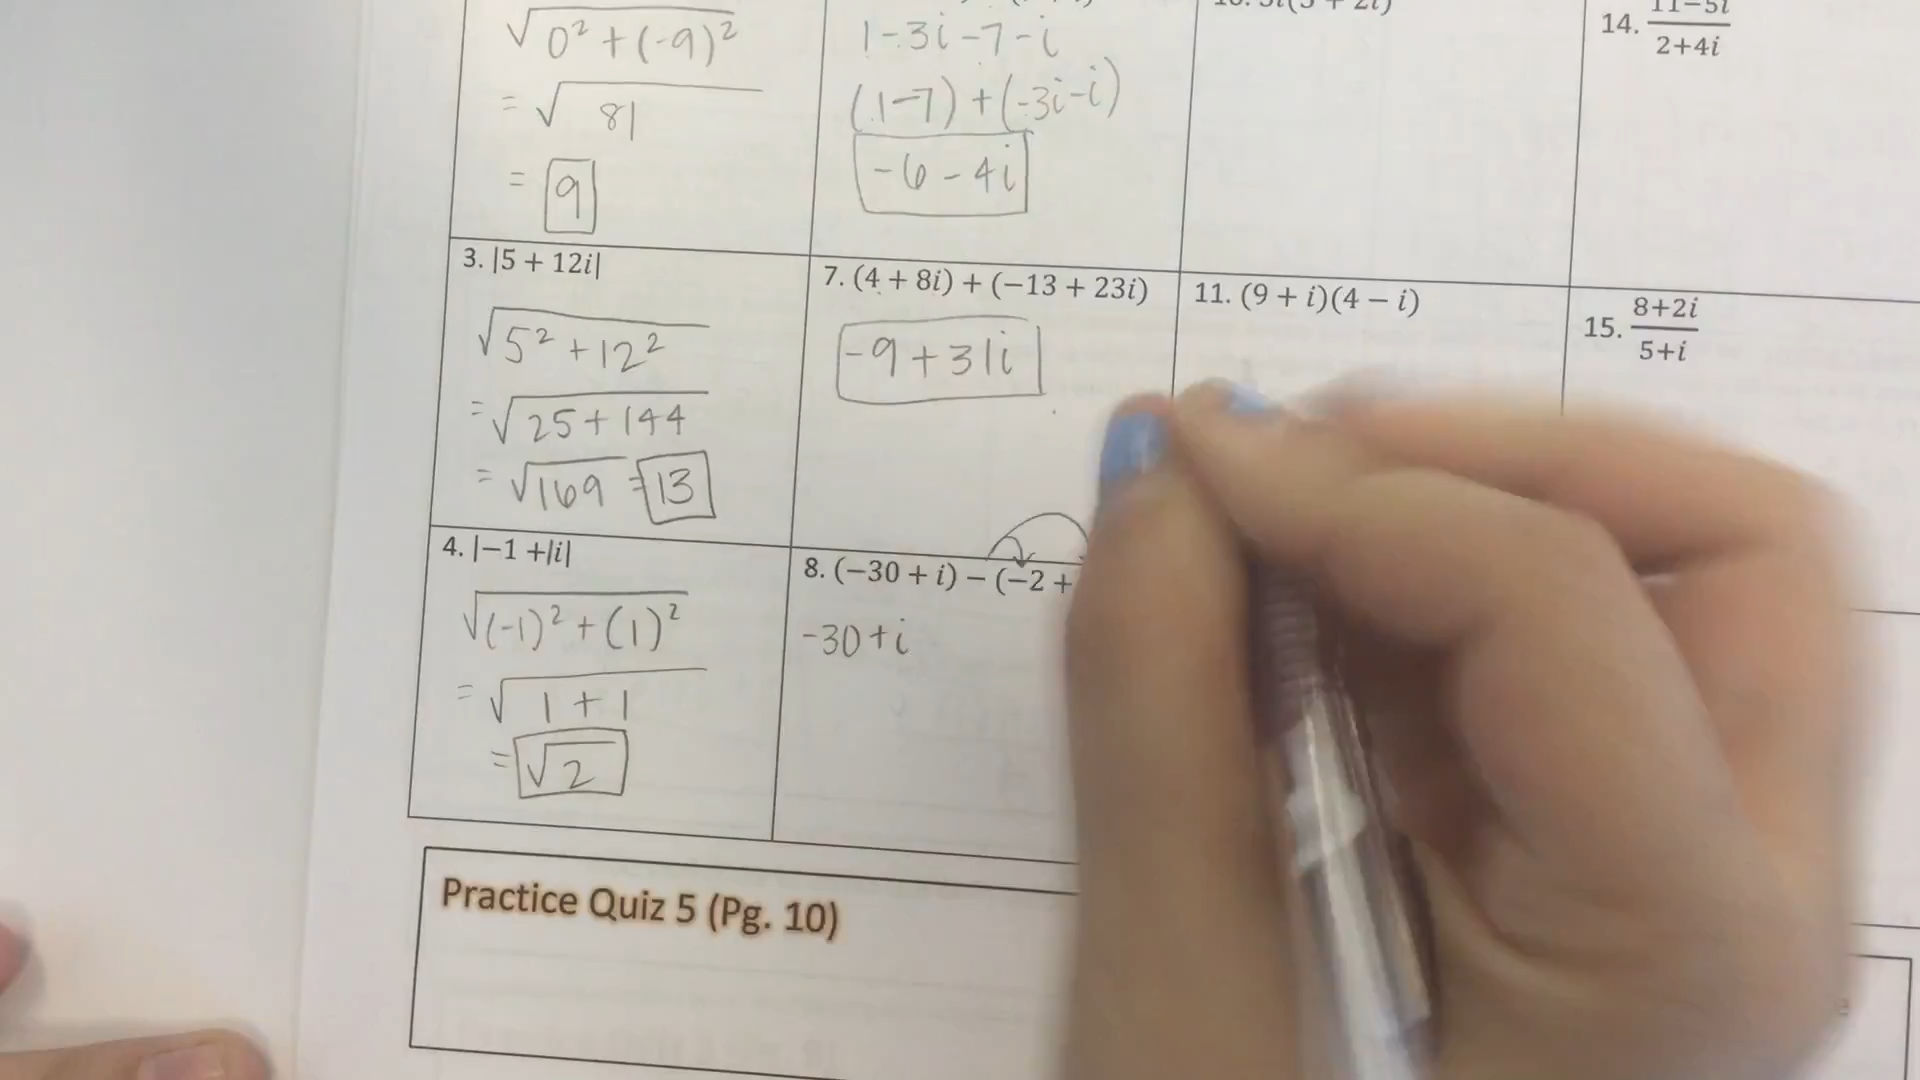 √0² + (-9)²
= √81
= 9
1 - 3i - 7 - i
(1-7) + (-3i-i)
-6 - 4i
14. 11−5i / 2+4i
3. |5 + 12i|
√5² + 12²
= √25 + 144
= √169 = 13
7. (4 + 8i) + (−13 + 23i)
-9 + 31i
11. (9 + i)(4 − i)
15. 8+2i / 5+i
4. |−1 + i|
√(-1)² + (1)²
= √1 + 1
= √2
8. (−30 + i) − (−2 +
-30 + i
Practice Quiz 5 (Pg. 10)